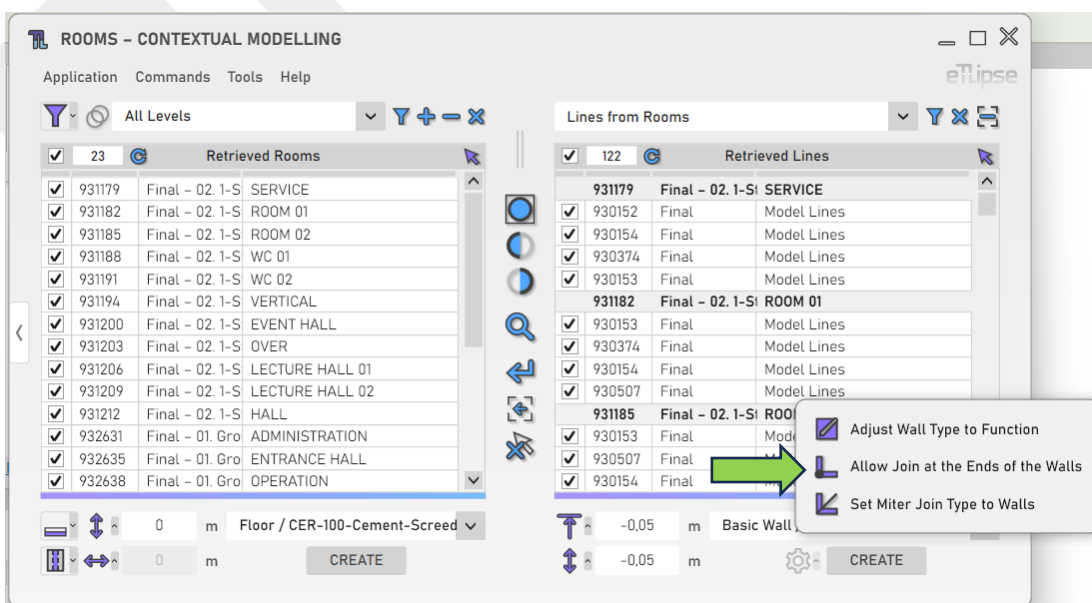 ROOMS – CONTEXTUAL MODELLING
Application Commands Tools Help
eTLipse
All Levels
Lines from Rooms
23 Retrieved Rooms
122 Retrieved Lines
931179 Final – 02. 1-S SERVICE
931182 Final – 02. 1-S ROOM 01
931185 Final – 02. 1-S ROOM 02
931188 Final – 02. 1-S WC 01
931191 Final – 02. 1-S WC 02
931194 Final – 02. 1-S VERTICAL
931200 Final – 02. 1-S EVENT HALL
931203 Final – 02. 1-S OVER
931206 Final – 02. 1-S LECTURE HALL 01
931209 Final – 02. 1-S LECTURE HALL 02
931212 Final – 02. 1-S HALL
932631 Final – 01. Gro ADMINISTRATION
932635 Final – 01. Gro ENTRANCE HALL
932638 Final – 01. Gro OPERATION
931179 Final – 02. 1-St SERVICE
930152 Final Model Lines
930154 Final Model Lines
930374 Final Model Lines
930153 Final Model Lines
931182 Final – 02. 1-St ROOM 01
930153 Final Model Lines
930374 Final Model Lines
930154 Final Model Lines
930507 Final Model Lines
931185 Final – 02. 1-St ROO
930153 Final Mode
930507 Final
930154 Final
Adjust Wall Type to Function
Allow Join at the Ends of the Walls
Set Miter Join Type to Walls
0 m Floor / CER-100-Cement-Screed
0 m CREATE
-0,05 m Basic Wall
-0,05 m CREATE